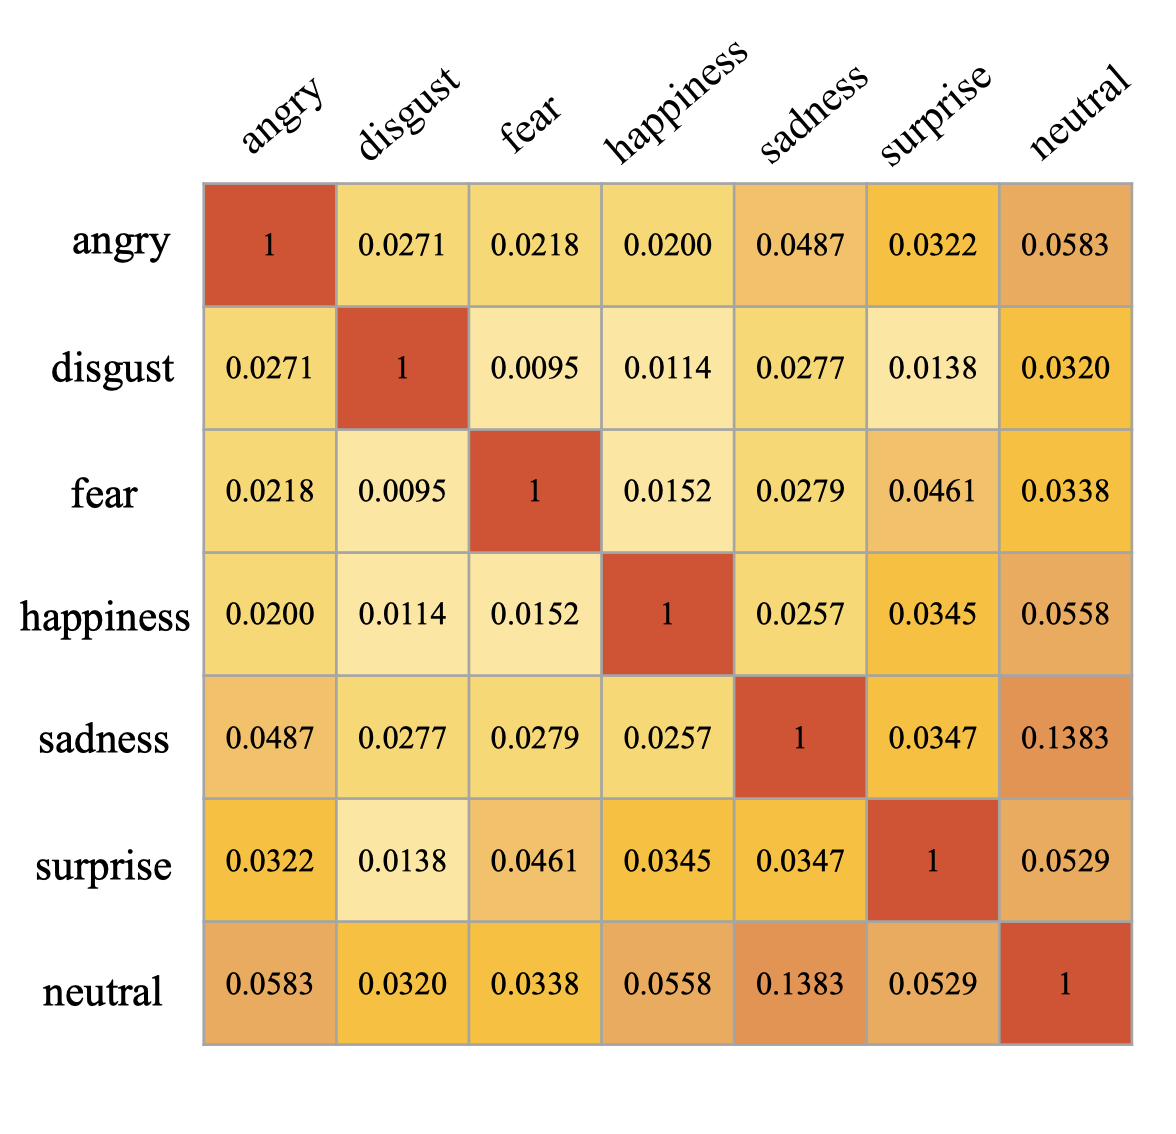 angry disgust fear happiness sadness surprise neutral
angry 1 0.0271 0.0218 0.0200 0.0487 0.0322 0.0583
disgust 0.0271 1 0.0095 0.0114 0.0277 0.0138 0.0320
fear 0.0218 0.0095 1 0.0152 0.0279 0.0461 0.0338
happiness 0.0200 0.0114 0.0152 1 0.0257 0.0345 0.0558
sadness 0.0487 0.0277 0.0279 0.0257 1 0.0347 0.1383
surprise 0.0322 0.0138 0.0461 0.0345 0.0347 1 0.0529
neutral 0.0583 0.0320 0.0338 0.0558 0.1383 0.0529 1